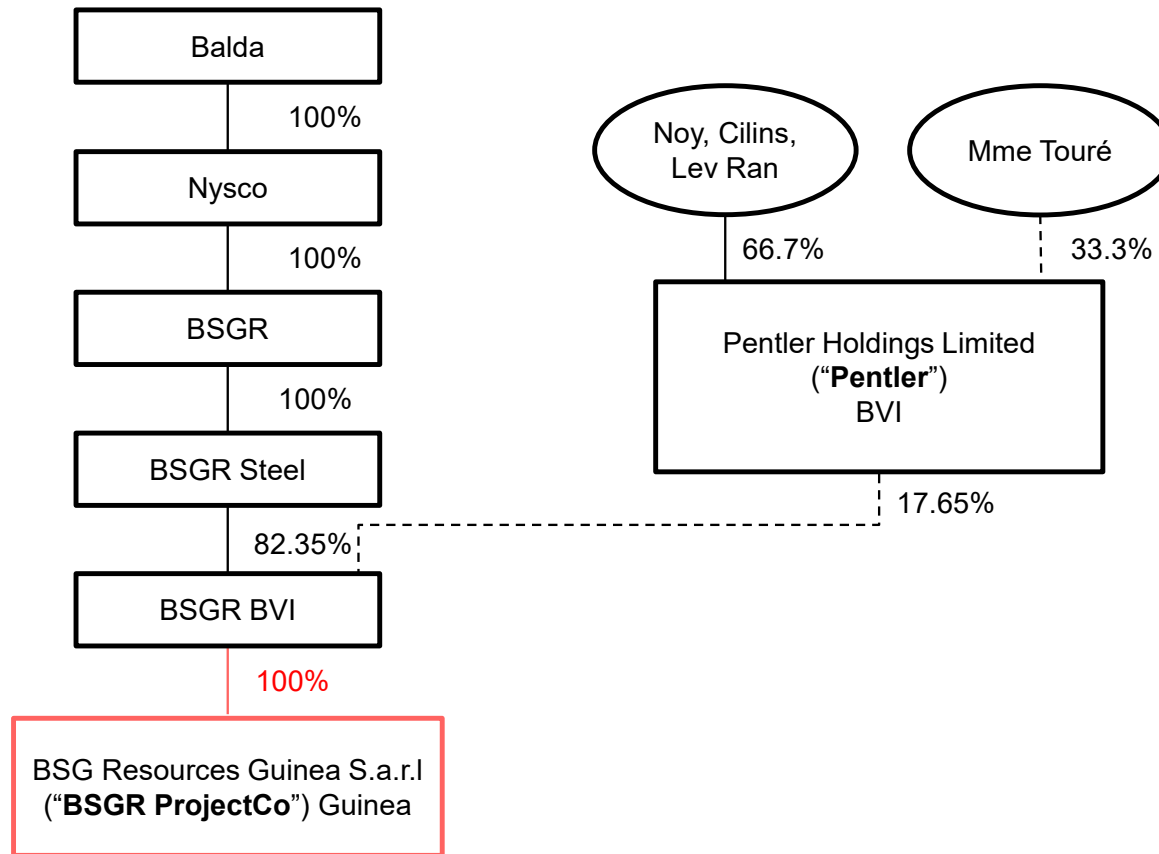 Balda
100%
Nysco
100%
BSGR
100%
BSGR Steel
82.35%
BSGR BVI
100%
BSG Resources Guinea S.a.r.l
(“BSGR ProjectCo”) Guinea
Noy, Cilins,
Lev Ran
66.7%
Mme Touré
33.3%
Pentler Holdings Limited
(“Pentler”)
BVI
17.65%